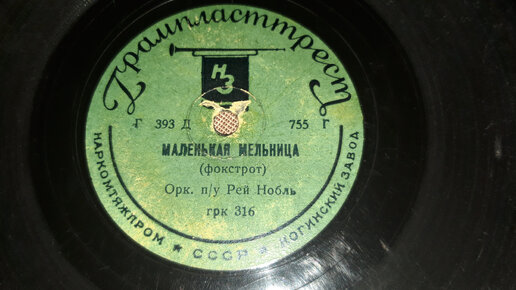 Грампласттрест
НЗ
Г 393 Д 755 Г
МАЛЕНЬКАЯ МЕЛЬНИЦА
(фокстрот)
Орк. п/у Рей Нобль
грк 316
НАРКОМТЯЖПРОМ ★ СССР ★ НОГИНСКИЙ ЗАВОД